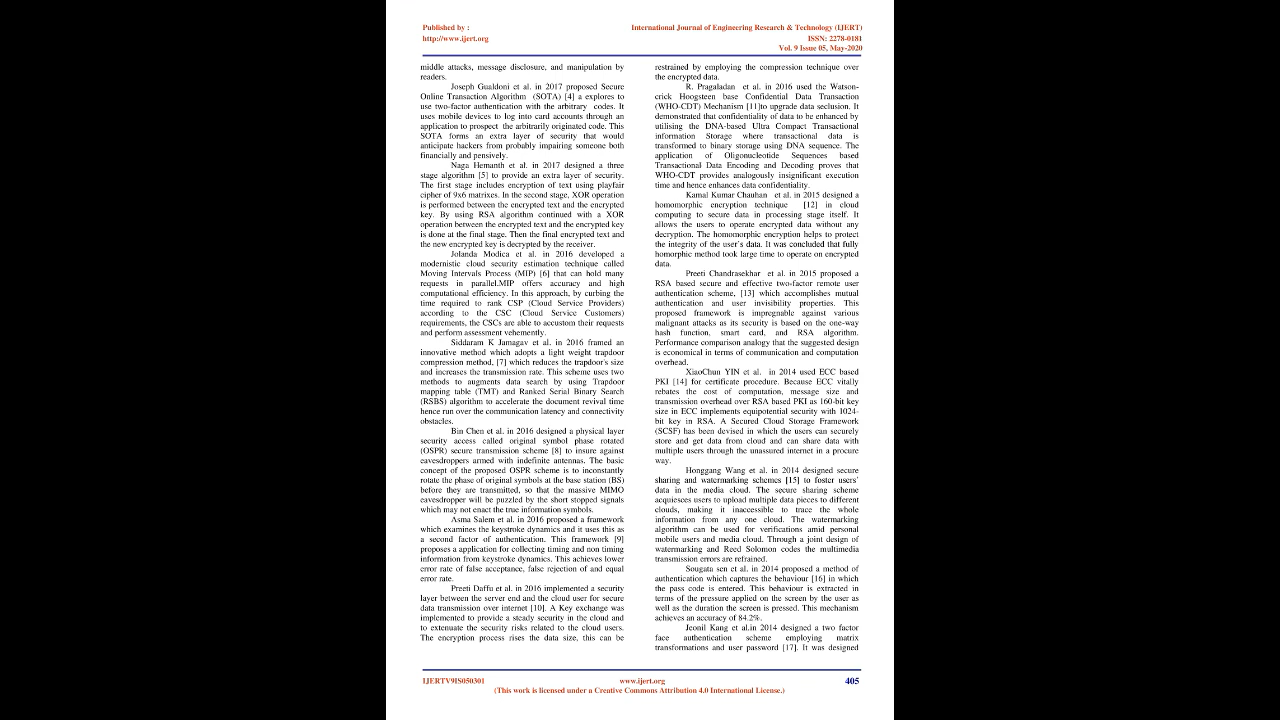 Published by :
http://www.ijert.org
International Journal of Engineering Research & Technology (IJERT)
ISSN: 2278-0181
Vol. 9 Issue 05, May-2020
middle attacks, message disclosure, and manipulation by
readers.
Joseph Gualdoni et al. in 2017 proposed Secure
Online Transaction Algorithm (SOTA) [4] a explores to
use two-factor authentication with the arbitrary codes. It
uses mobile devices to log into card accounts through an
application to prospect the arbitrarily originated code. This
SOTA forms an extra layer of security that would
anticipate hackers from probably impairing someone both
financially and pensively.
Naga Hemanth et al. in 2017 designed a three
stage algorithm [5] to provide an extra layer of security.
The first stage includes encryption of text using playfair
cipher of 9x6 matrixes. In the second stage, XOR operation
is performed between the encrypted text and the encrypted
key. By using RSA algorithm continued with a XOR
operation between the encrypted text and the encrypted key
is done at the final stage. Then the final encrypted text and
the new encrypted key is decrypted by the receiver.
Jolanda Modica et al. in 2016 developed a
modernistic cloud security estimation technique called
Moving Intervals Process (MIP) [6] that can hold many
requests in parallel.MIP offers accuracy and high
computational efficiency. In this approach, by curbing the
time required to rank CSP (Cloud Service Providers)
according to the CSC (Cloud Service Customers)
requirements, the CSCs are able to accustom their requests
and perform assessment vehemently.
Siddaram K Jamagav et al. in 2016 framed an
innovative method which adopts a light weight trapdoor
compression method, [7] which reduces the trapdoor's size
and increases the transmission rate. This scheme uses two
methods to augments data search by using Trapdoor
mapping table (TMT) and Ranked Serial Binary Search
(RSBS) algorithm to accelerate the document revival time
hence run over the communication latency and connectivity
obstacles.
Bin Chen et al. in 2016 designed a physical layer
security access called original symbol phase rotated
(OSPR) secure transmission scheme [8] to insure against
eavesdroppers armed with indefinite antennas. The basic
concept of the proposed OSPR scheme is to inconstantly
rotate the phase of original symbols at the base station (BS)
before they are transmitted, so that the massive MIMO
eavesdropper will be puzzled by the short stopped signals
which may not enact the true information symbols.
Asma Salem et al. in 2016 proposed a framework
which examines the keystroke dynamics and it uses this as
a second factor of authentication. This framework [9]
proposes a application for collecting timing and non timing
information from keystroke dynamics. This achieves lower
error rate of false acceptance, false rejection of and equal
error rate.
Preeti Daffu et al. in 2016 implemented a security
layer between the server end and the cloud user for secure
data transmission over internet [10]. A Key exchange was
implemented to provide a steady security in the cloud and
to extenuate the security risks related to the cloud users.
The encryption process rises the data size, this can be
restrained by employing the compression technique over
the encrypted data.
R. Pragaladan et al. in 2016 used the Watson-
crick Hoogsteen base Confidential Data Transaction
(WHO-CDT) Mechanism [11]to upgrade data seclusion. It
demonstrated that confidentiality of data to be enhanced by
utilising the DNA-based Ultra Compact Transactional
information Storage where transactional data is
transformed to binary storage using DNA sequence. The
application of Oligonucleotide Sequences based
Transactional Data Encoding and Decoding proves that
WHO-CDT provides analogously insignificant execution
time and hence enhances data confidentiality.
Kamal Kumar Chauhan et al. in 2015 designed a
homomorphic encryption technique [12] in cloud
computing to secure data in processing stage itself. It
allows the users to operate encrypted data without any
decryption. The homomorphic encryption helps to protect
the integrity of the user's data. It was concluded that fully
homorphic method took large time to operate on encrypted
data.
Preeti Chandrasekhar et al. in 2015 proposed a
RSA based secure and effective two-factor remote user
authentication scheme, [13] which accomplishes mutual
authentication and user invisibility properties. This
proposed framework is impregnable against various
malignant attacks as its security is based on the one-way
hash function, smart card, and RSA algorithm.
Performance comparison analogy that the suggested design
is economical in terms of communication and computation
overhead.
XiaoChun YIN et al. in 2014 used ECC based
PKI [14] for certificate procedure. Because ECC vitally
rebates the cost of computation, message size and
transmission overhead over RSA based PKI as 160-bit key
size in ECC implements equipotential security with 1024-
bit key in RSA. A Secured Cloud Storage Framework
(SCSF) has been devised in which the users can securely
store and get data from cloud and can share data with
multiple users through the unassured internet in a procure
way.
Honggang Wang et al. in 2014 designed secure
sharing and watermarking schemes [15] to foster users'
data in the media cloud. The secure sharing scheme
acquiesces users to upload multiple data pieces to different
clouds, making it inaccessible to trace the whole
information from any one cloud. The watermarking
algorithm can be used for verifications amid personal
mobile users and media cloud. Through a joint design of
watermarking and Reed Solomon codes the multimedia
transmission errors are refrained.
Sougata sen et al. in 2014 proposed a method of
authentication which captures the behaviour [16] in which
the pass code is entered. This behaviour is extracted in
terms of the pressure applied on the screen by the user as
well as the duration the screen is pressed. This mechanism
achieves an accuracy of 84.2%.
Jeonil Kang et al.in 2014 designed a two factor
face authentication scheme employing matrix
transformations and user password [17]. It was designed
IJERTV9IS050301
www.ijert.org
(This work is licensed under a Creative Commons Attribution 4.0 International License.)
405